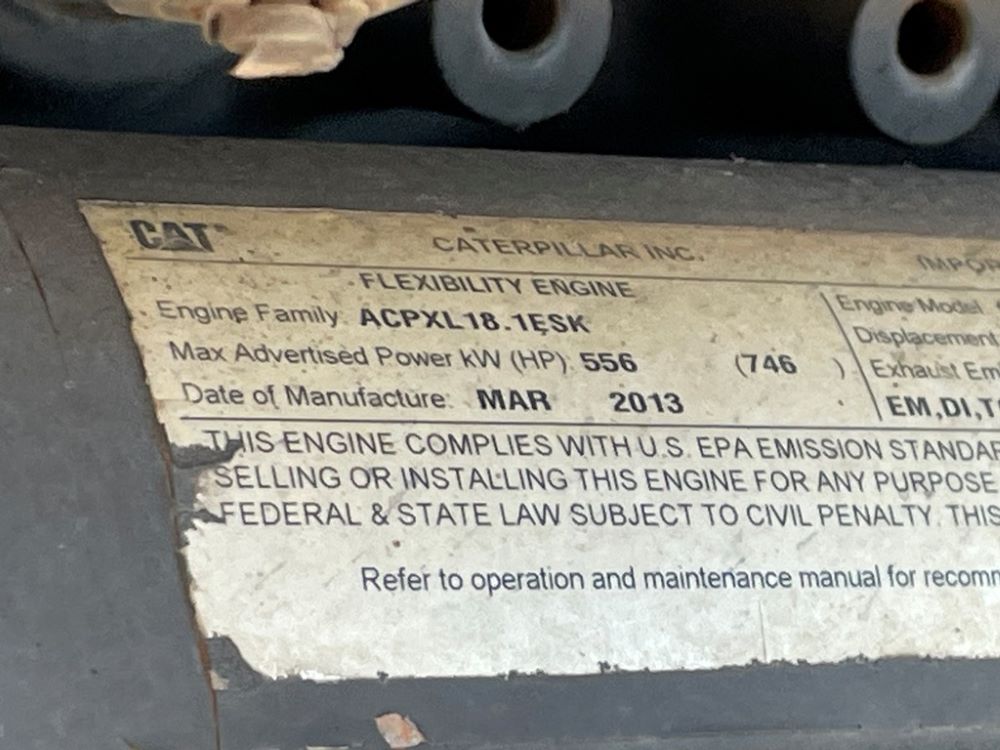 CAT
CATERPILLAR INC.
IMPOR
FLEXIBILITY ENGINE
Engine Family: ACPXL18.1ESK
Max Advertised Power kW (HP): 556 (746 )
Date of Manufacture: MAR 2013
Engine Model
Displacement
Exhaust Em
EM,DI,T
THIS ENGINE COMPLIES WITH U.S. EPA EMISSION STANDAR
SELLING OR INSTALLING THIS ENGINE FOR ANY PURPOSE
FEDERAL & STATE LAW SUBJECT TO CIVIL PENALTY. THIS
Refer to operation and maintenance manual for recomm